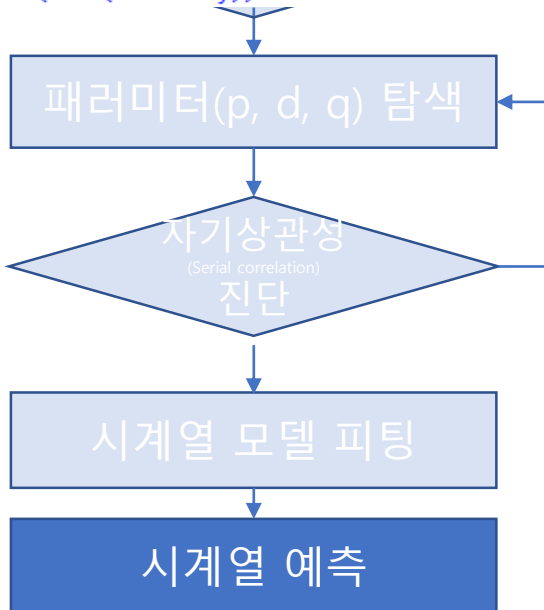 패러미터(p, d, q) 탐색
자기상관성
(Serial correlation)
진단
시계열 모델 피팅
시계열 예측